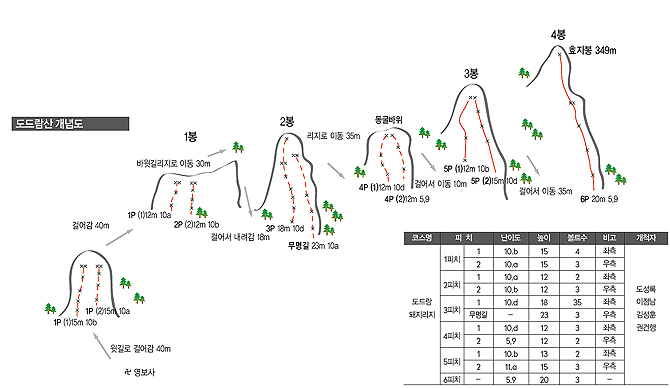 도드람산 개념도
1봉
2봉
3봉
4봉
효지봉 349m
바윗길리지로 이동 30m
리지로 이동 35m
동굴바위
걸어감 40m
1P (1)12m 10a
2P (2)12m 10b
걸어서 내려감 18m
3P 18m 10d
무명길 23m 10a
4P (1)12m 10d
4P (2)12m 5,9
걸어서 이동 10m
5P (1)12m 10b
5P (2)15m 10d
걸어서 이동 35m
6P 20m 5,9
1P (1)15m 10b
1P (2)15m 10a
윗길로 걸어감 40m
卍 영보사
코스명 피 치 난이도 높이 볼트수 비고 개척자
도드람
돼지리지
1피치 1 10.b 15 4 좌측
2 10.a 15 3 우측
2피치 1 10.a 12 2 좌측
2 10.b 12 3 우측
3피치 1 10.d 18 35 좌측
무명길 – 23 3 우측
4피치 1 10.d 12 3 좌측
2 5.9 12 2 우측
5피치 1 10.b 13 2 좌측
2 11.a 15 3 우측
6피치 – 5.9 20 3 –
도성록
이정남
김성훈
권건행